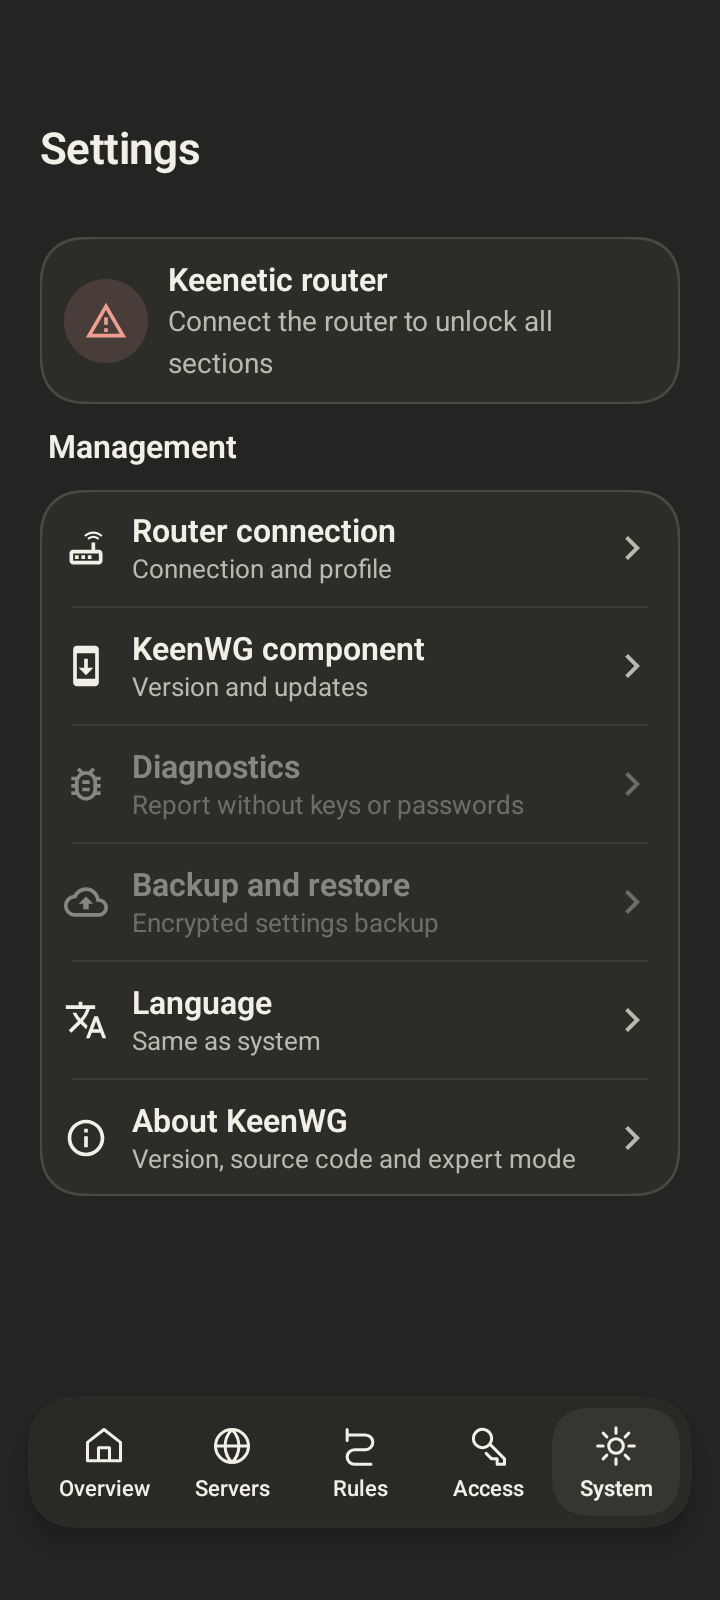 Settings
Keenetic router
Connect the router to unlock all
sections
Management
Router connection
Connection and profile
KeenWG component
Version and updates
Diagnostics
Report without keys or passwords
Backup and restore
Encrypted settings backup
Language
Same as system
About KeenWG
Version, source code and expert mode
Overview
Servers
Rules
Access
System